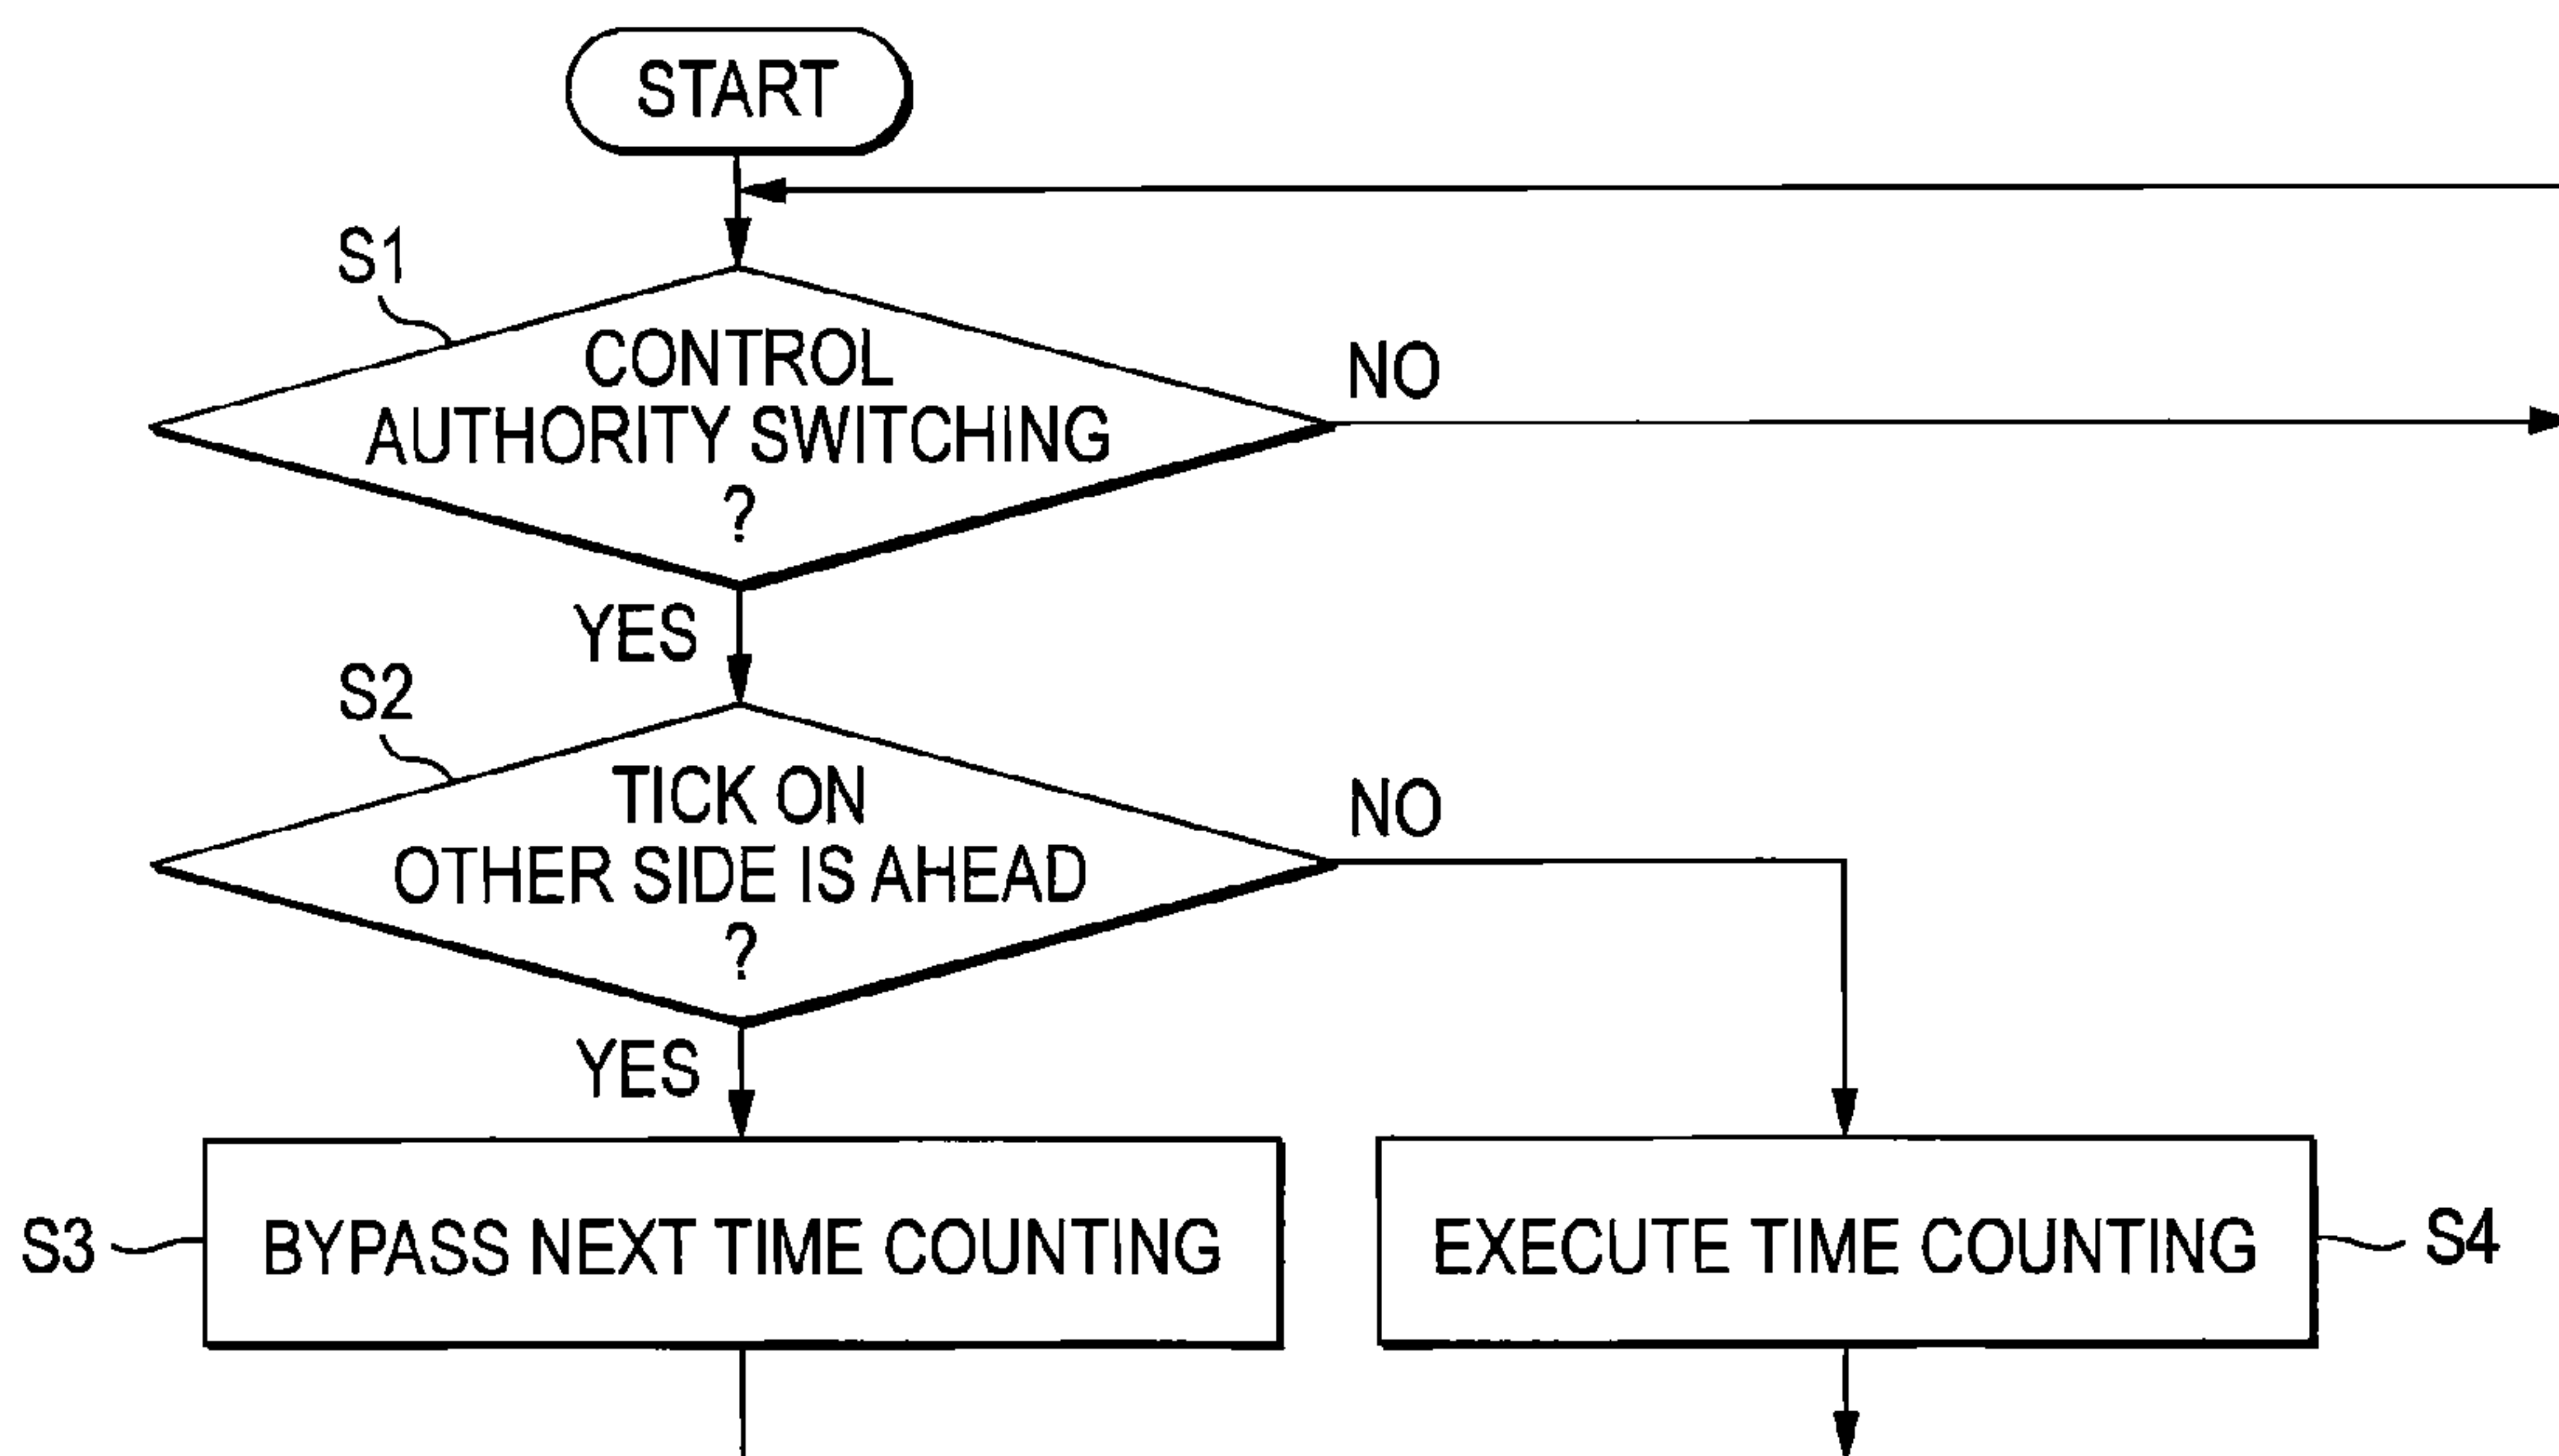 START
S1
CONTROL
AUTHORITY SWITCHING
?
NO
YES
S2
TICK ON
OTHER SIDE IS AHEAD
?
NO
YES
S3
BYPASS NEXT TIME COUNTING
EXECUTE TIME COUNTING
S4